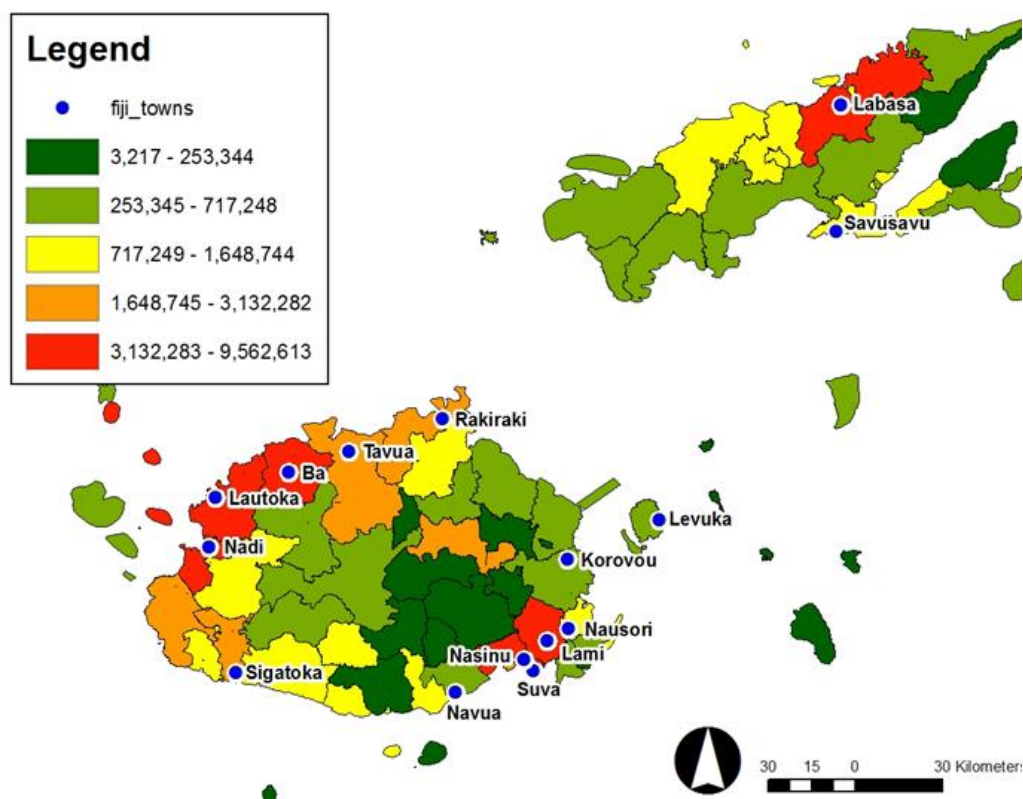 Legend
fiji_towns
3,217 - 253,344
253,345 - 717,248
717,249 - 1,648,744
1,648,745 - 3,132,282
3,132,283 - 9,562,613
Labasa
Savusavu
Rakiraki
Tavua
Ba
Lautoka
Levuka
Nadi
Korovou
Nausori
Lami
Nasinu
Sigatoka
Suva
Navua
30 15 0 30 Kilometers